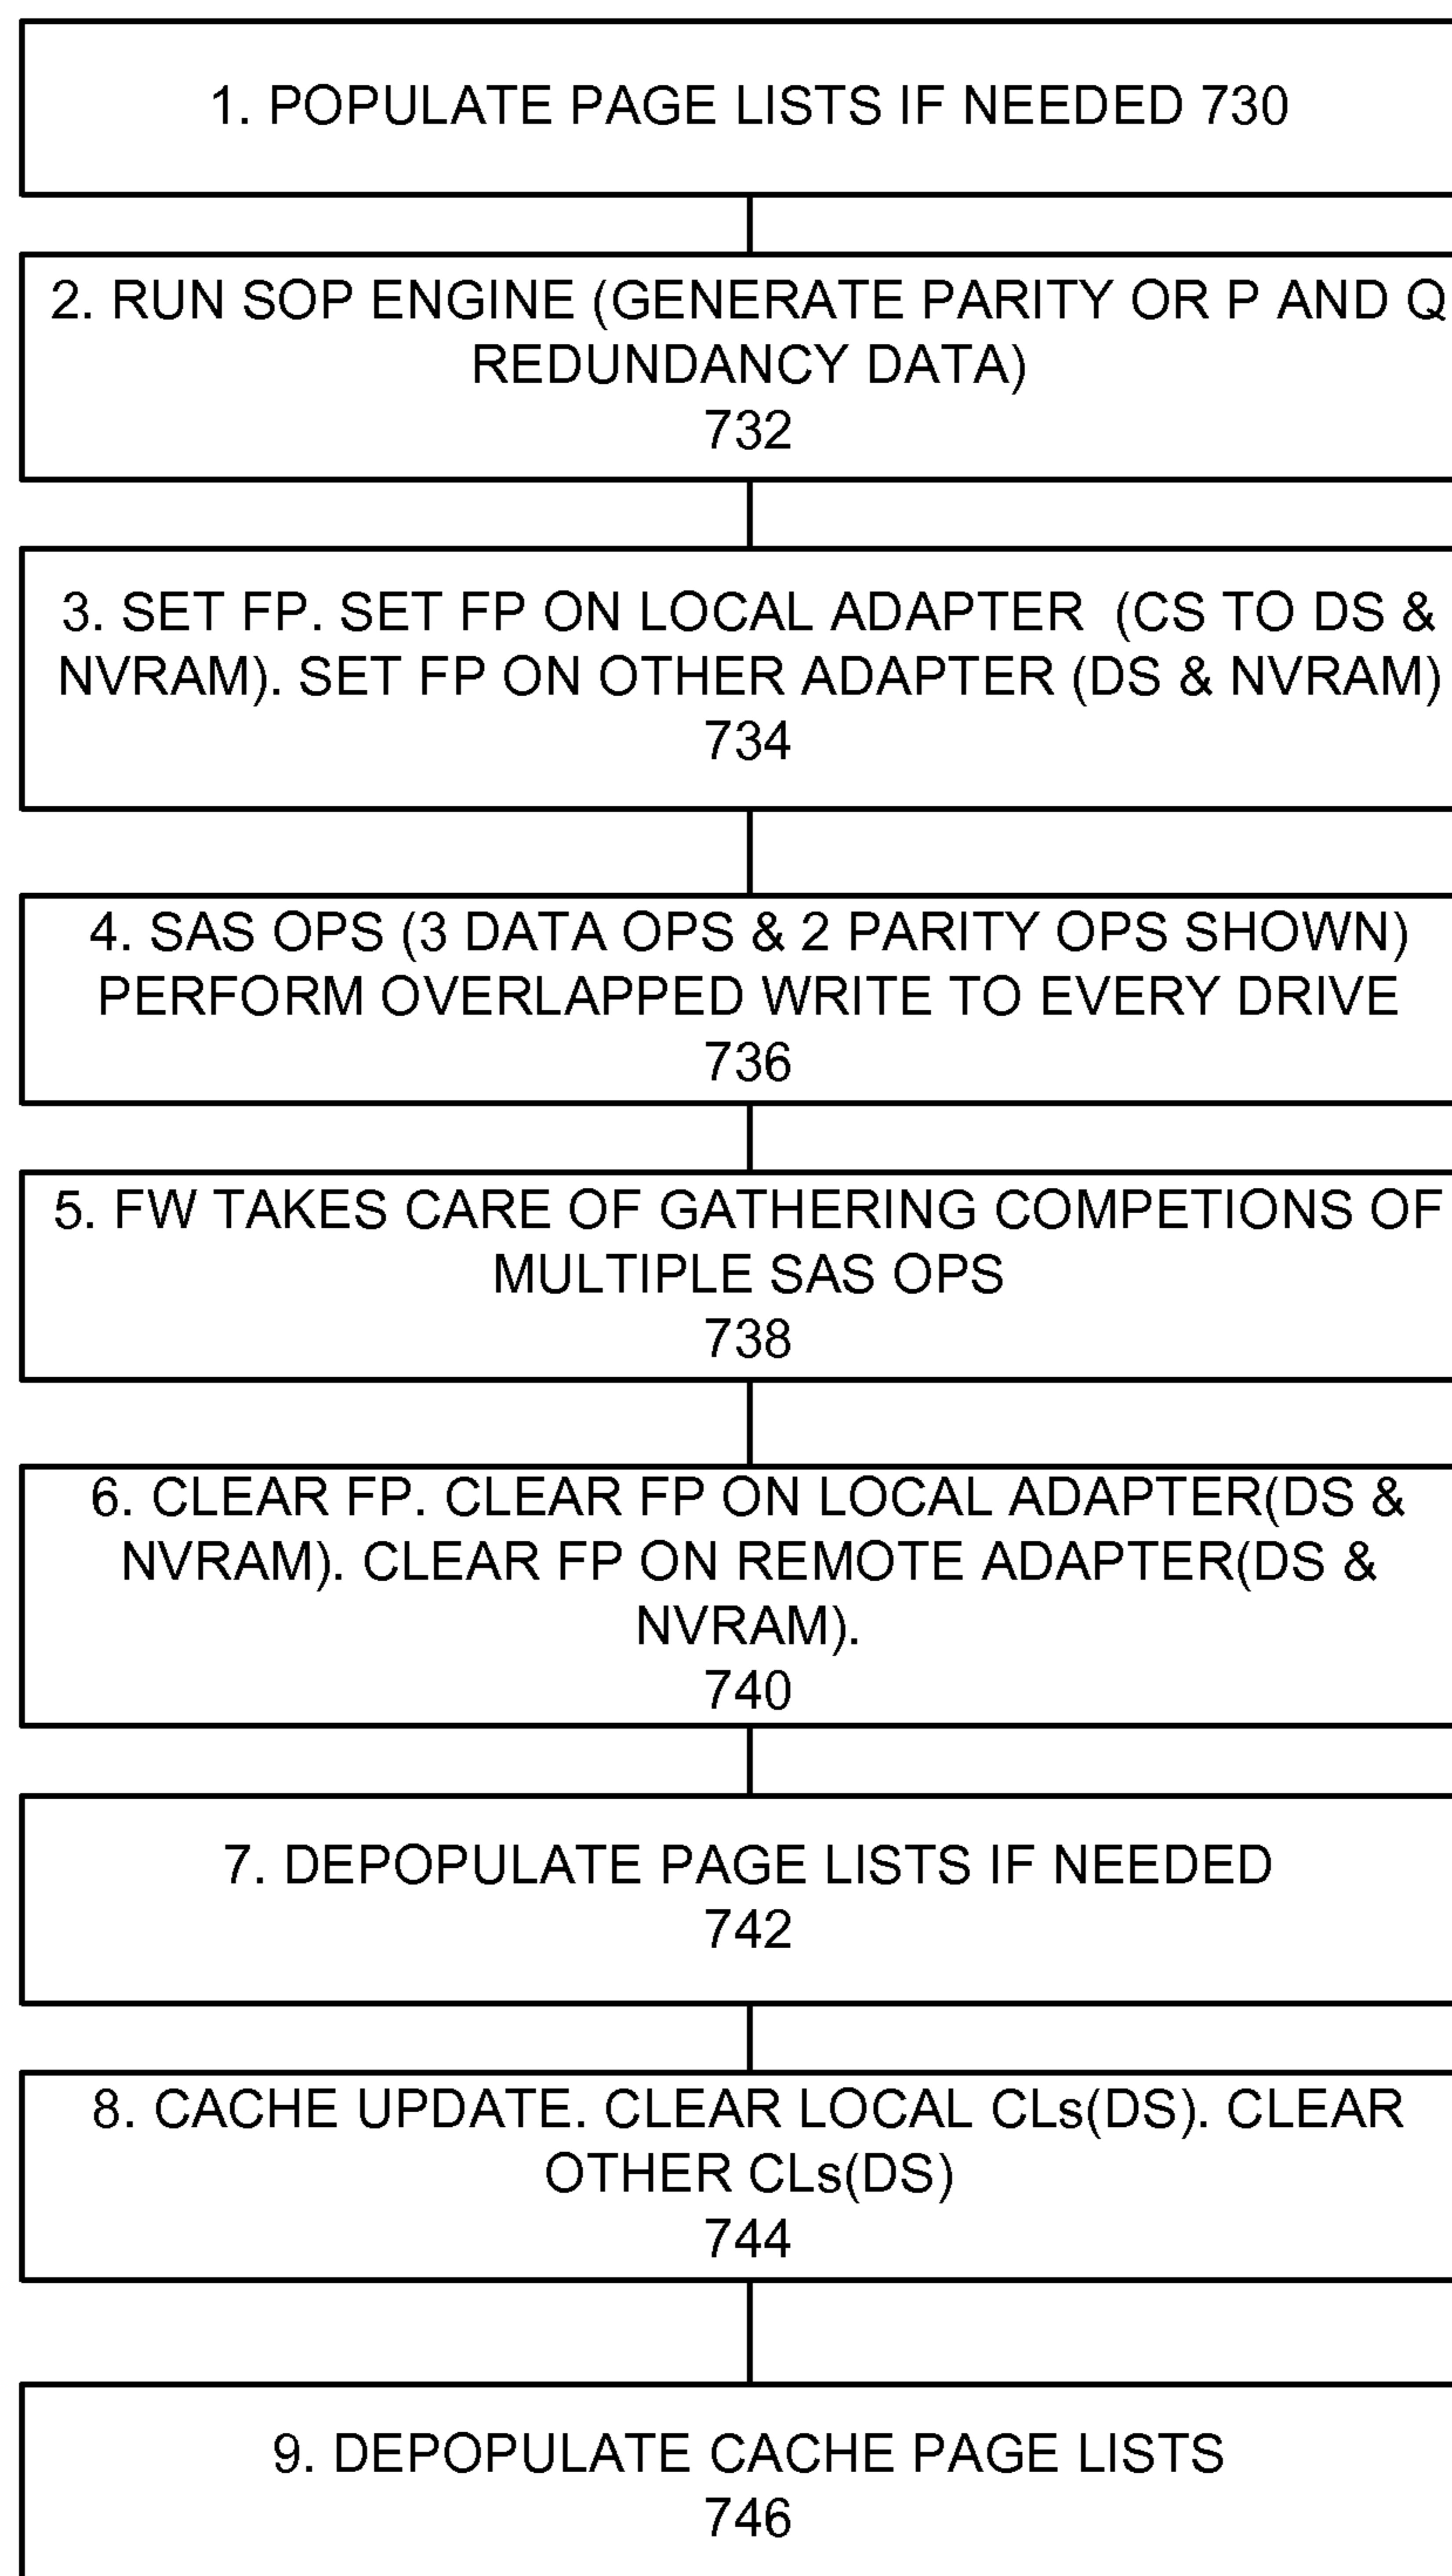 1. POPULATE PAGE LISTS IF NEEDED 730
2. RUN SOP ENGINE (GENERATE PARITY OR P AND Q
REDUNDANCY DATA)
732
3. SET FP. SET FP ON LOCAL ADAPTER (CS TO DS &
NVRAM). SET FP ON OTHER ADAPTER (DS & NVRAM)
734
4. SAS OPS (3 DATA OPS & 2 PARITY OPS SHOWN)
PERFORM OVERLAPPED WRITE TO EVERY DRIVE
736
5. FW TAKES CARE OF GATHERING COMPETIONS OF
MULTIPLE SAS OPS
738
6. CLEAR FP. CLEAR FP ON LOCAL ADAPTER(DS &
NVRAM). CLEAR FP ON REMOTE ADAPTER(DS &
NVRAM).
740
7. DEPOPULATE PAGE LISTS IF NEEDED
742
8. CACHE UPDATE. CLEAR LOCAL CLs(DS). CLEAR
OTHER CLs(DS)
744
9. DEPOPULATE CACHE PAGE LISTS
746